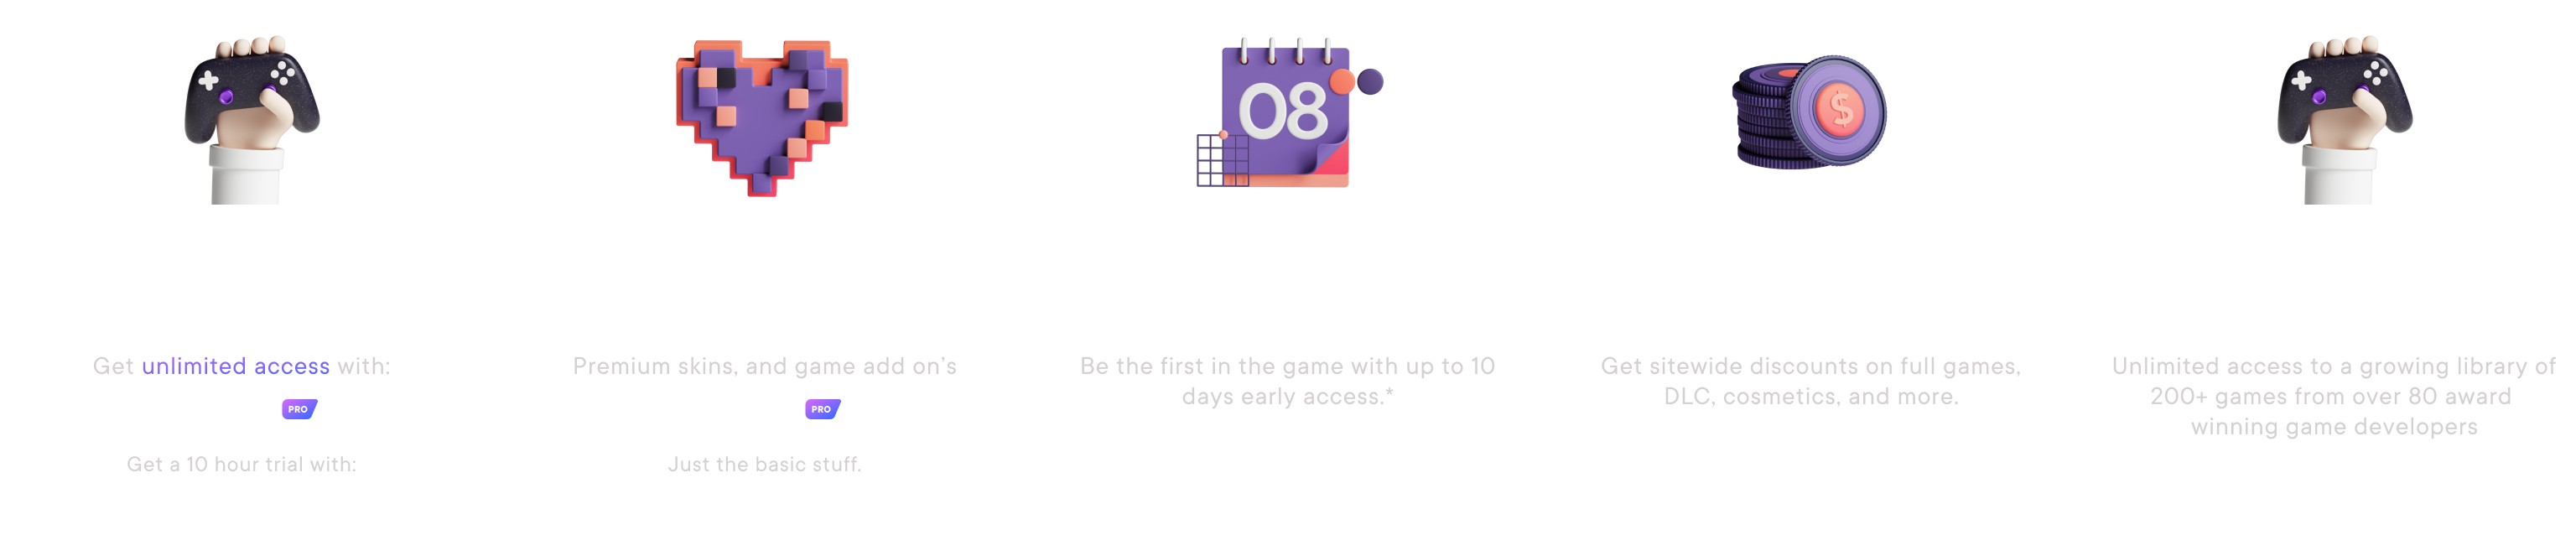 08
$
Get unlimited access with:
PRO
Get a 10 hour trial with:
Premium skins, and game add on's
PRO
Just the basic stuff.
Be the first in the game with up to 10
days early access.*
Get sitewide discounts on full games,
DLC, cosmetics, and more.
Unlimited access to a growing library of
200+ games from over 80 award
winning game developers